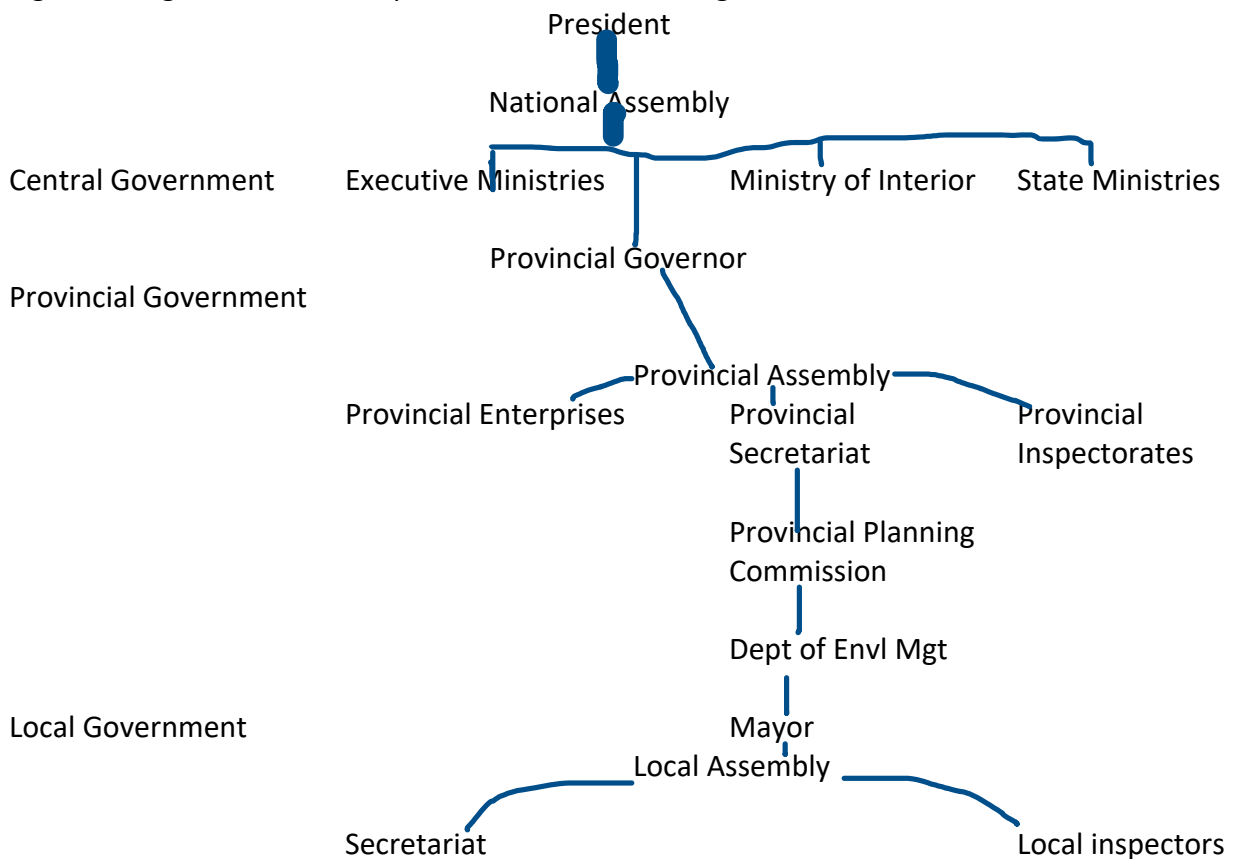 President
National Assembly
Central Government Executive Ministries Ministry of Interior State Ministries
Provincial Governor
Provincial Government
Provincial Assembly
Provincial Enterprises Provincial Provincial
Secretariat Inspectorates
Provincial Planning
Commission
Dept of Envl Mgt
Local Government Mayor
Local Assembly
Secretariat Local inspectors